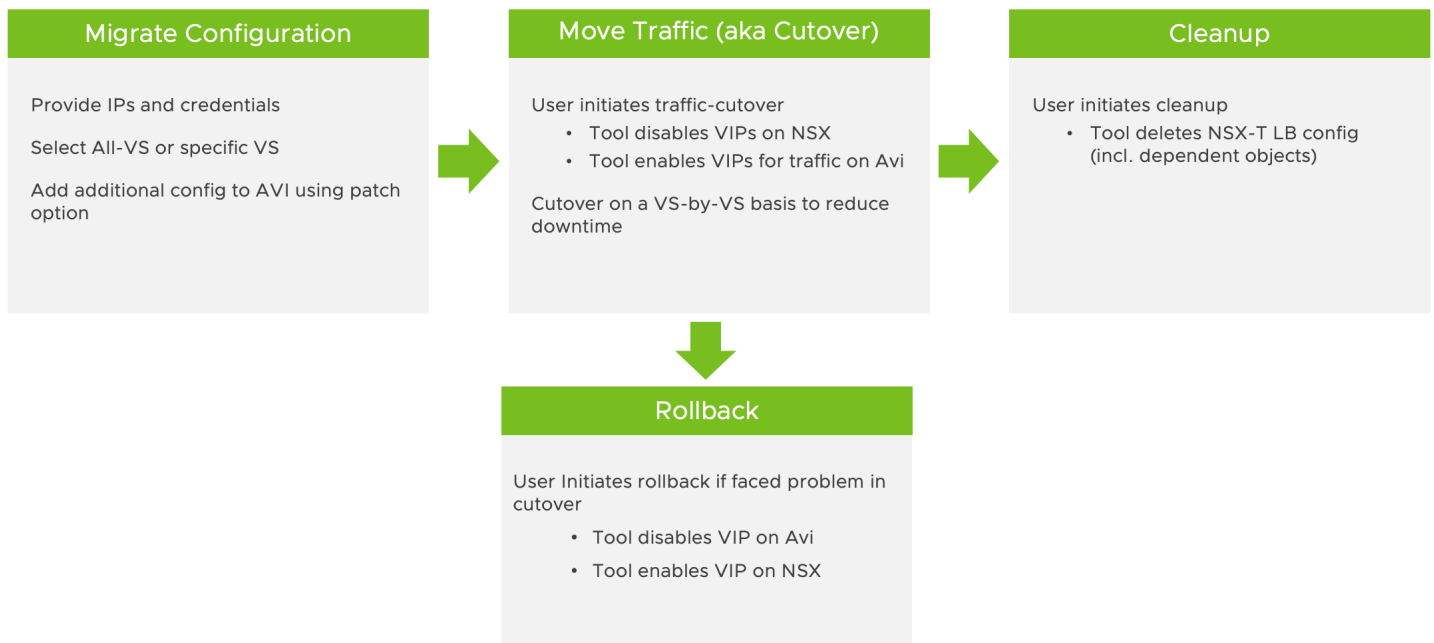 Migrate Configuration
Provide IPs and credentials
Select All-VS or specific VS
Add additional config to AVI using patch
option
Move Traffic (aka Cutover)
User initiates traffic-cutover
• Tool disables VIPs on NSX
• Tool enables VIPs for traffic on Avi
Cutover on a VS-by-VS basis to reduce
downtime
Cleanup
User initiates cleanup
• Tool deletes NSX-T LB config
(incl. dependent objects)
Rollback
User Initiates rollback if faced problem in
cutover
• Tool disables VIP on Avi
• Tool enables VIP on NSX